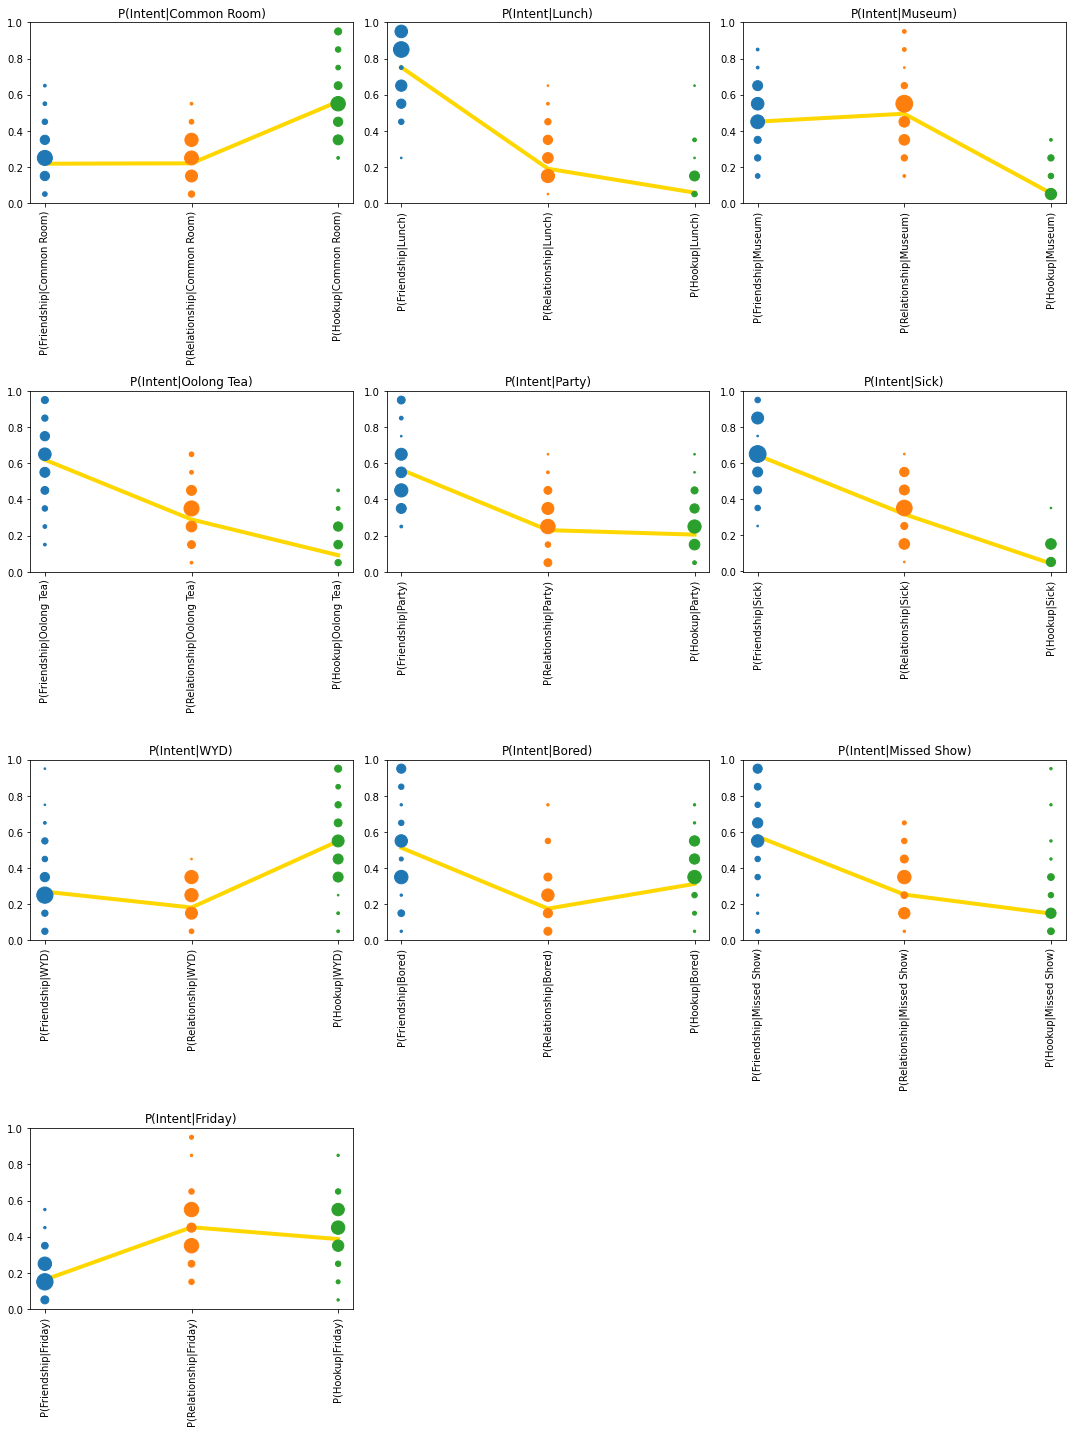 P(Intent|Common Room)
1.0
0.8
0.6
0.4
0.2
0.0
P(Friendship|Common Room)
P(Relationship|Common Room)
P(Hookup|Common Room)
P(Intent|Lunch)
1.0
0.8
0.6
0.4
0.2
0.0
P(Friendship|Lunch)
P(Relationship|Lunch)
P(Hookup|Lunch)
P(Intent|Museum)
1.0
0.8
0.6
0.4
0.2
0.0
P(Friendship|Museum)
P(Relationship|Museum)
P(Hookup|Museum)
P(Intent|Oolong Tea)
1.0
0.8
0.6
0.4
0.2
0.0
P(Friendship|Oolong Tea)
P(Relationship|Oolong Tea)
P(Hookup|Oolong Tea)
P(Intent|Party)
1.0
0.8
0.6
0.4
0.2
0.0
P(Friendship|Party)
P(Relationship|Party)
P(Hookup|Party)
P(Intent|Sick)
1.0
0.8
0.6
0.4
0.2
0.0
P(Friendship|Sick)
P(Relationship|Sick)
P(Hookup|Sick)
P(Intent|WYD)
1.0
0.8
0.6
0.4
0.2
0.0
P(Friendship|WYD)
P(Relationship|WYD)
P(Hookup|WYD)
P(Intent|Bored)
1.0
0.8
0.6
0.4
0.2
0.0
P(Friendship|Bored)
P(Relationship|Bored)
P(Hookup|Bored)
P(Intent|Missed Show)
1.0
0.8
0.6
0.4
0.2
0.0
P(Friendship|Missed Show)
P(Relationship|Missed Show)
P(Hookup|Missed Show)
P(Intent|Friday)
1.0
0.8
0.6
0.4
0.2
0.0
P(Friendship|Friday)
P(Relationship|Friday)
P(Hookup|Friday)